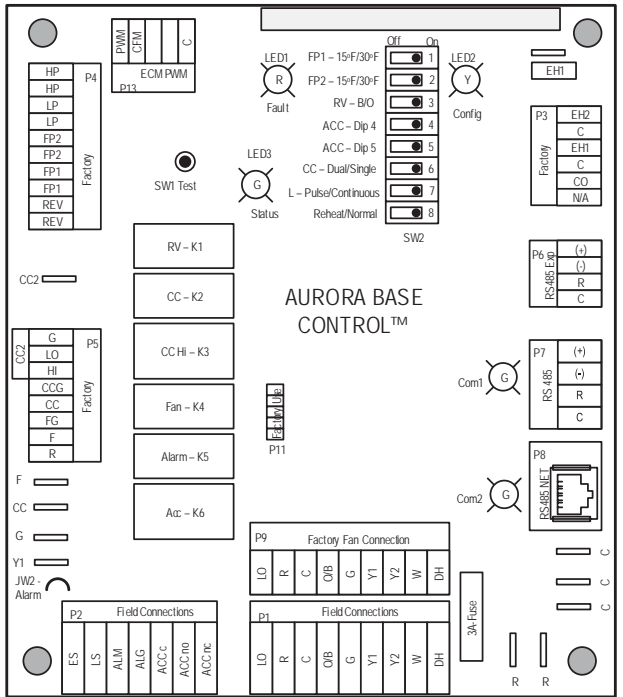 PWM
CFM
C
ECM PWM
P13
P4
HP
HP
LP
LP
FP2
FP2
FP1
FP1
REV
REV
Factory
LED1
R
Fault
Off On
FP1 – 15ºF/30ºF 1
FP2 – 15ºF/30ºF 2
RV – B/O 3
ACC – Dip 4 4
ACC – Dip 5 5
CC – Dual/Single 6
L – Pulse/Continuous 7
Reheat/Normal 8
SW2
LED2
Y
Config
EH1
P3
Factory
EH2
C
EH1
C
CO
N/A
SW1 Test
LED3
G
Status
RV – K1
CC – K2
CC Hi – K3
Fan – K4
Alarm – K5
Acc – K6
AURORA BASE
CONTROL™
P6
RS485 Exp
(+)
(-)
R
C
CC2
CC2
G
LO
HI
CCG
CC
FG
F
R
P5
Factory
Factory Use
P11
Com1
G
P7
RS 485
(+)
(-)
R
C
Com2
G
P8
RS485 NET
F
CC
G
Y1
JW2 -
Alarm
P9 Factory Fan Connection
LO
R
C
O/B
G
Y1
Y2
W
DH
P2 Field Connections
ES
LS
ALM
ALG
ACC c
ACC no
ACC nc
P1 Field Connections
LO
R
C
O/B
G
Y1
Y2
W
DH
3A-Fuse
C
C
C
R R